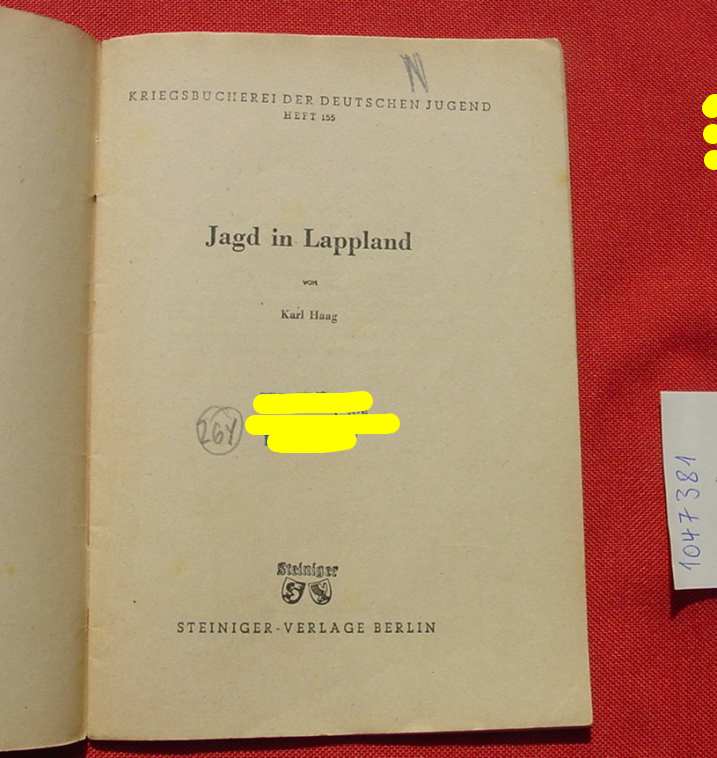 N
KRIEGSBÜCHEREI DER DEUTSCHEN JUGEND
HEFT 155
Jagd in Lappland
von
Karl Haag
264
Steiniger
STEINIGER-VERLAGE BERLIN
1047381